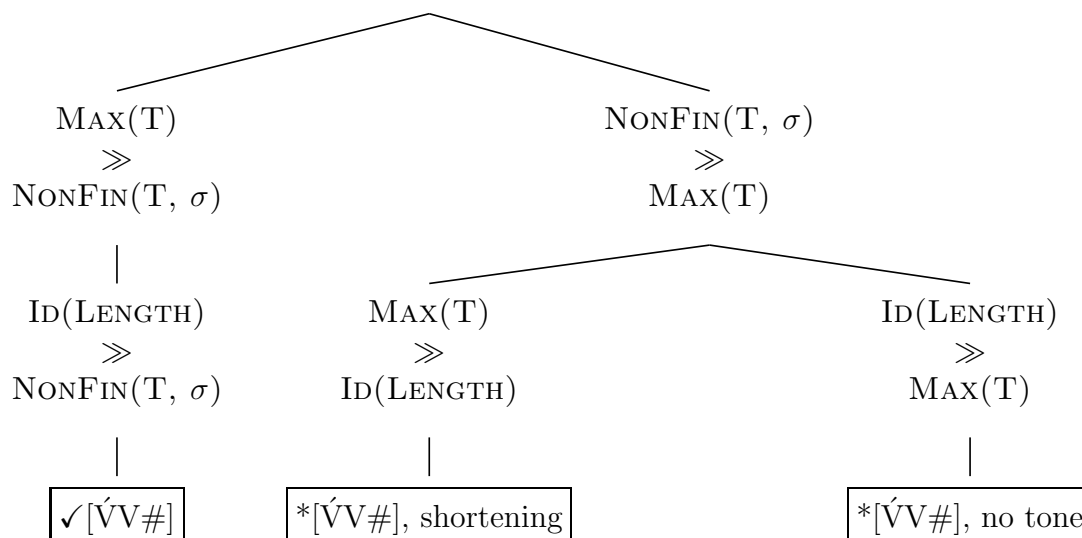 MAX(T) NONFIN(T, σ)
≫ ≫
NONFIN(T, σ) MAX(T)
ID(LENGTH) MAX(T) ID(LENGTH)
≫ ≫ ≫
NONFIN(T, σ) ID(LENGTH) MAX(T)
✓[V́V#] *[V́V#], shortening *[V́V#], no tone